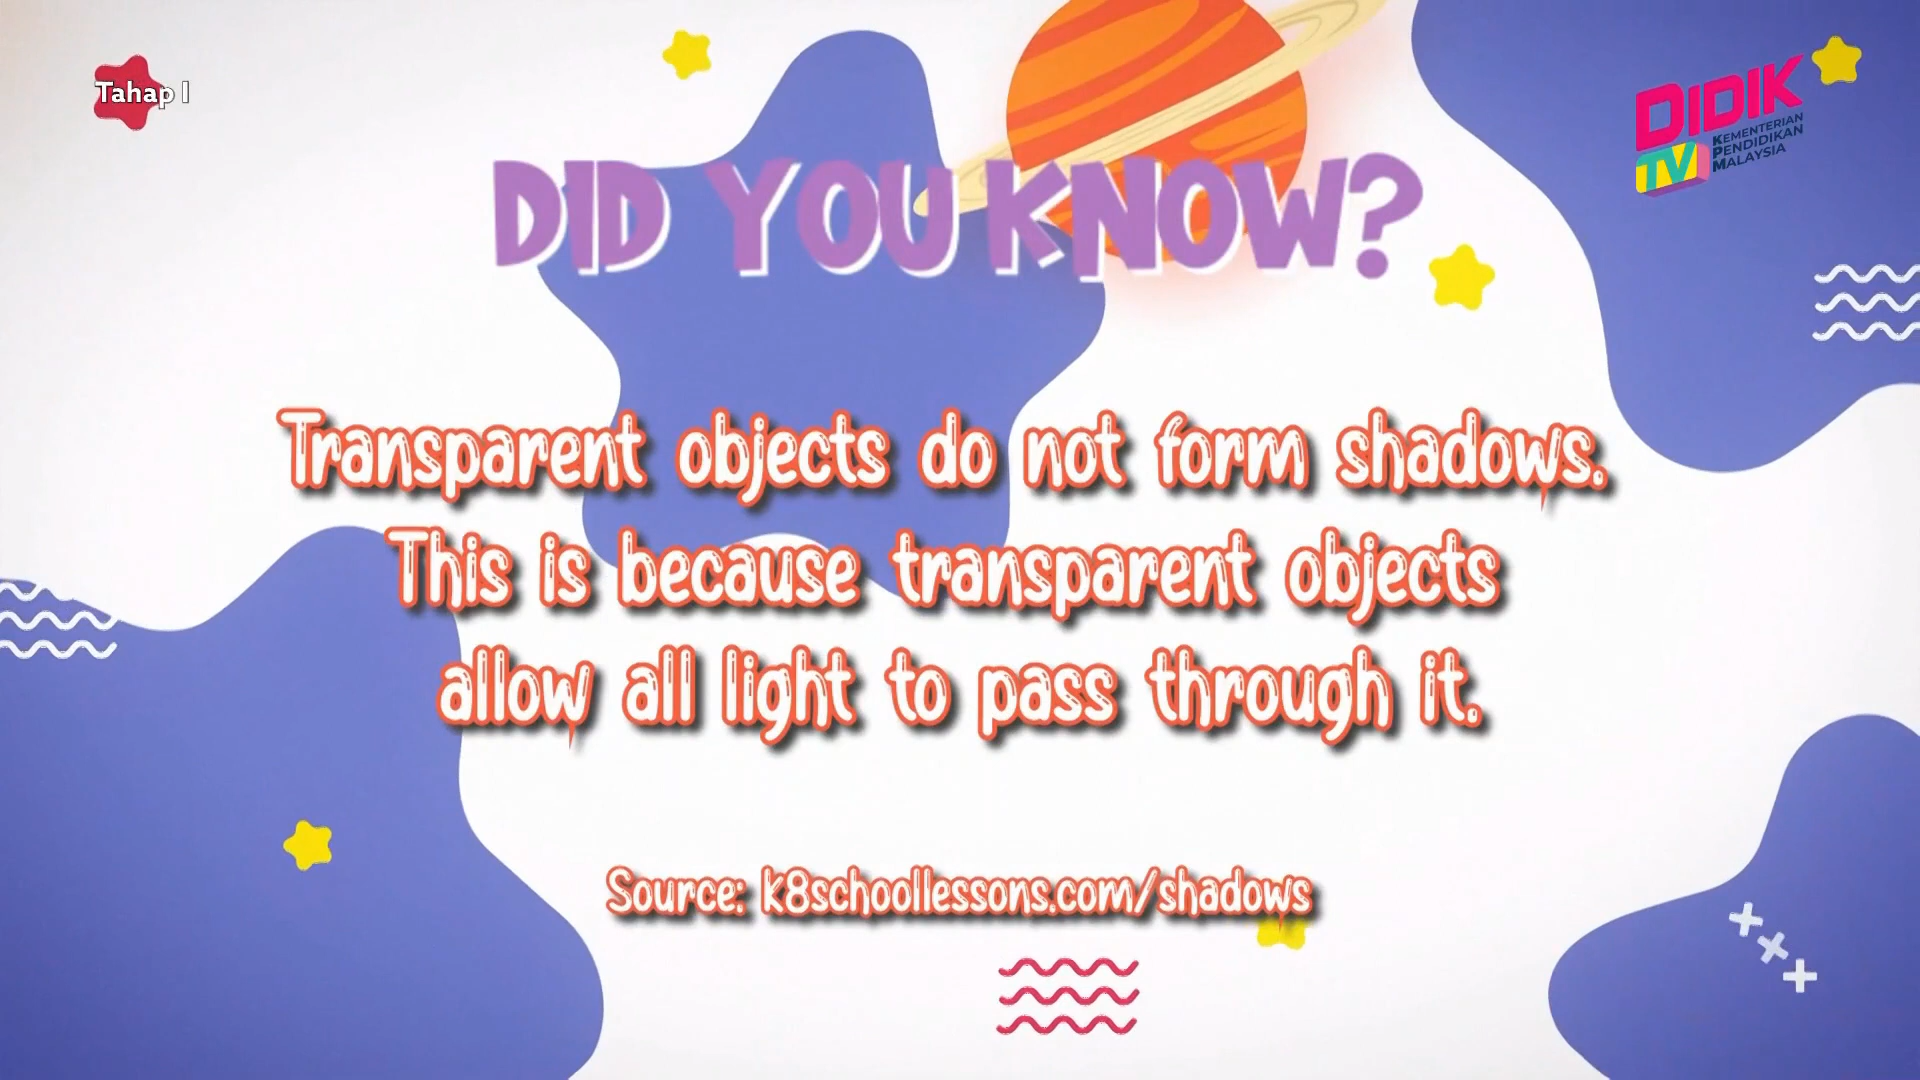 Tahap 1
DIDIK
TV
KEMENTERIAN
PENDIDIKAN
MALAYSIA
DID YOU KNOW?
Transparent objects do not form shadows.
This is because transparent objects
allow all light to pass through it.
Source: k8schoollessons.com/shadows